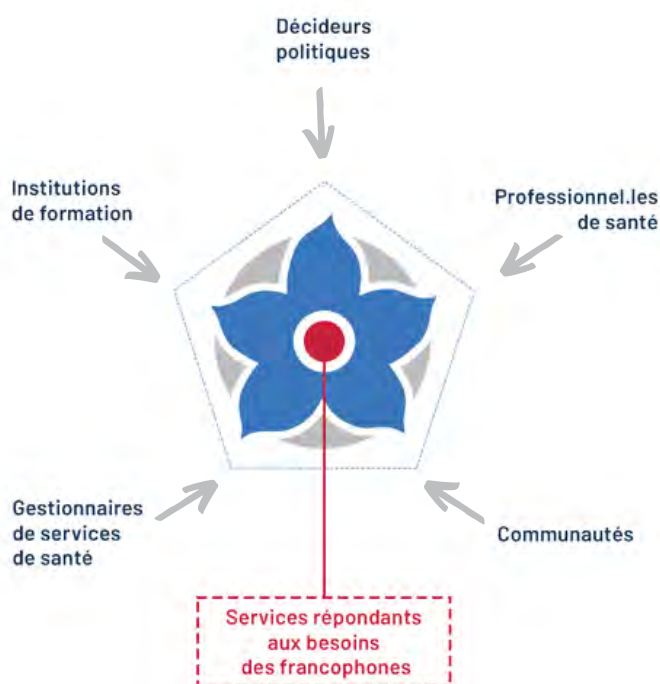 Décideurs
politiques
Institutions
de formation
Professionnel.les
de santé
Gestionnaires
de services
de santé
Communautés
Services répondants
aux besoins
des francophones